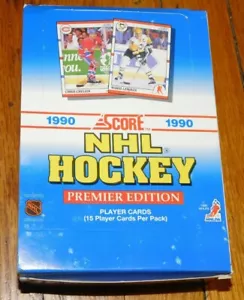 1990 SCORE 1990
NHL
HOCKEY
PREMIER EDITION
PLAYER CARDS
(15 Player Cards Per Pack)